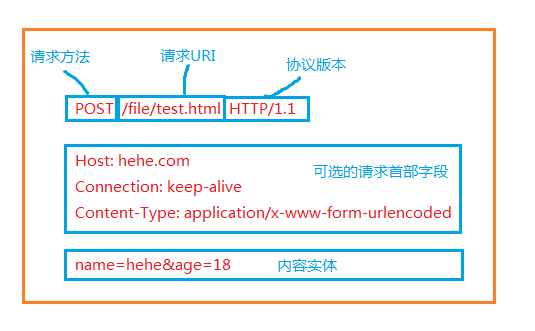 请求方法 请求URI 协议版本
POST /file/test.html HTTP/1.1
Host: hehe.com
可选的请求首部字段
Connection: keep-alive
Content-Type: application/x-www-form-urlencoded
name=hehe&age=18 内容实体